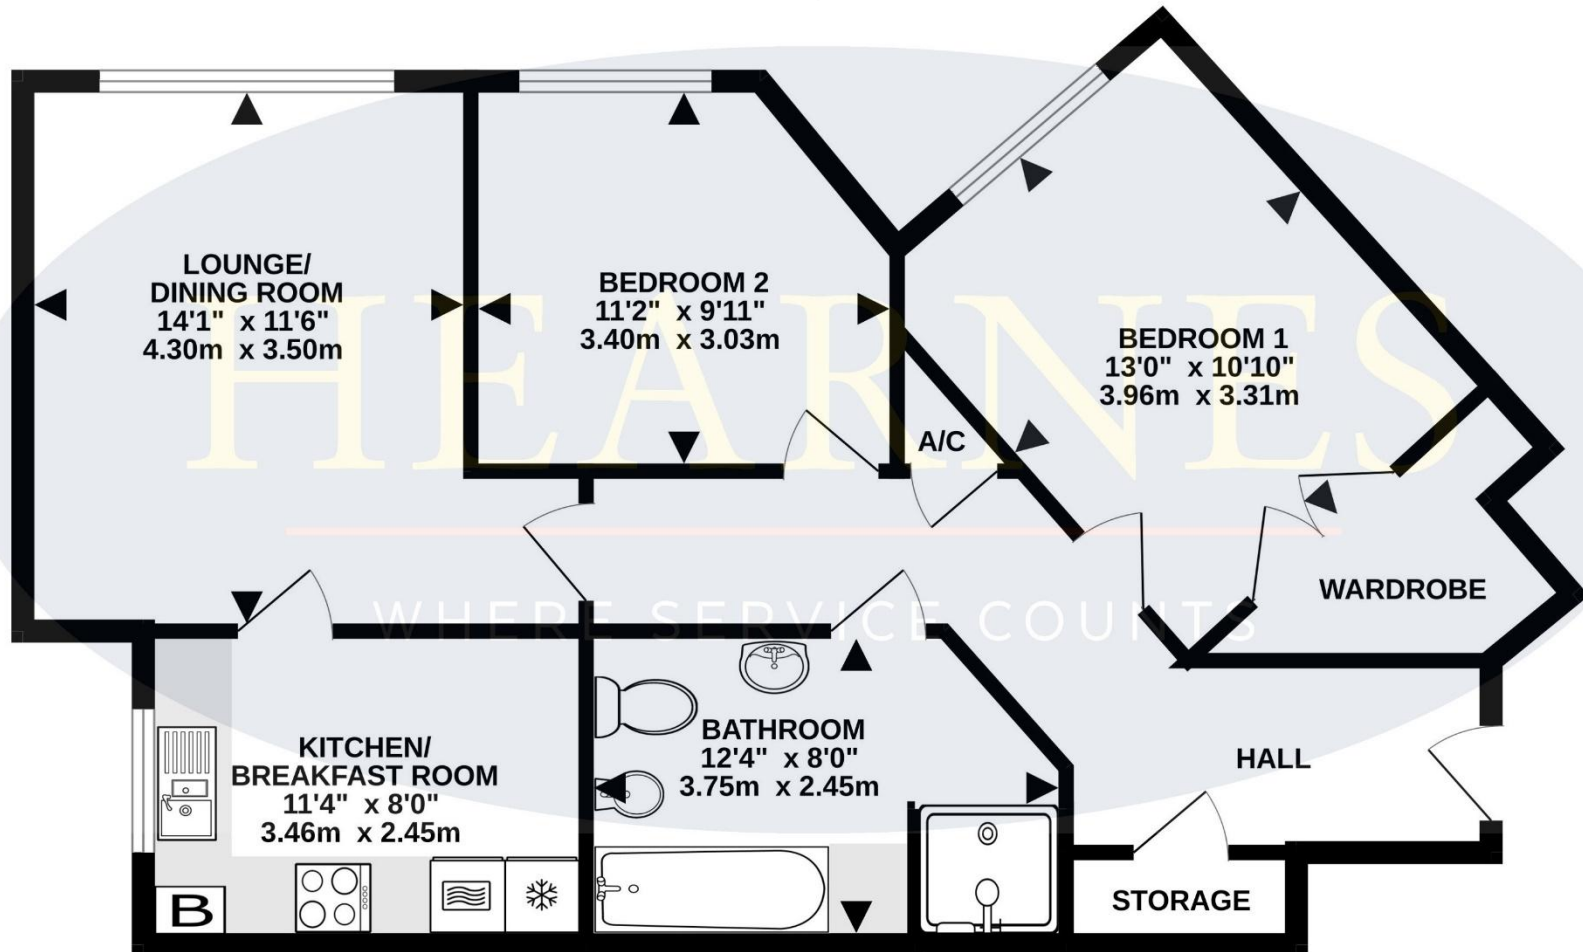 LOUNGE/
DINING ROOM
14'1" x 11'6"
4.30m x 3.50m
BEDROOM 2
11'2" x 9'11"
3.40m x 3.03m
BEDROOM 1
13'0" x 10'10"
3.96m x 3.31m
A/C
HEARNES
WHERE SERVICE COUNTS
WARDROBE
KITCHEN/
BREAKFAST ROOM
11'4" x 8'0"
3.46m x 2.45m
BATHROOM
12'4" x 8'0"
3.75m x 2.45m
HALL
STORAGE
B